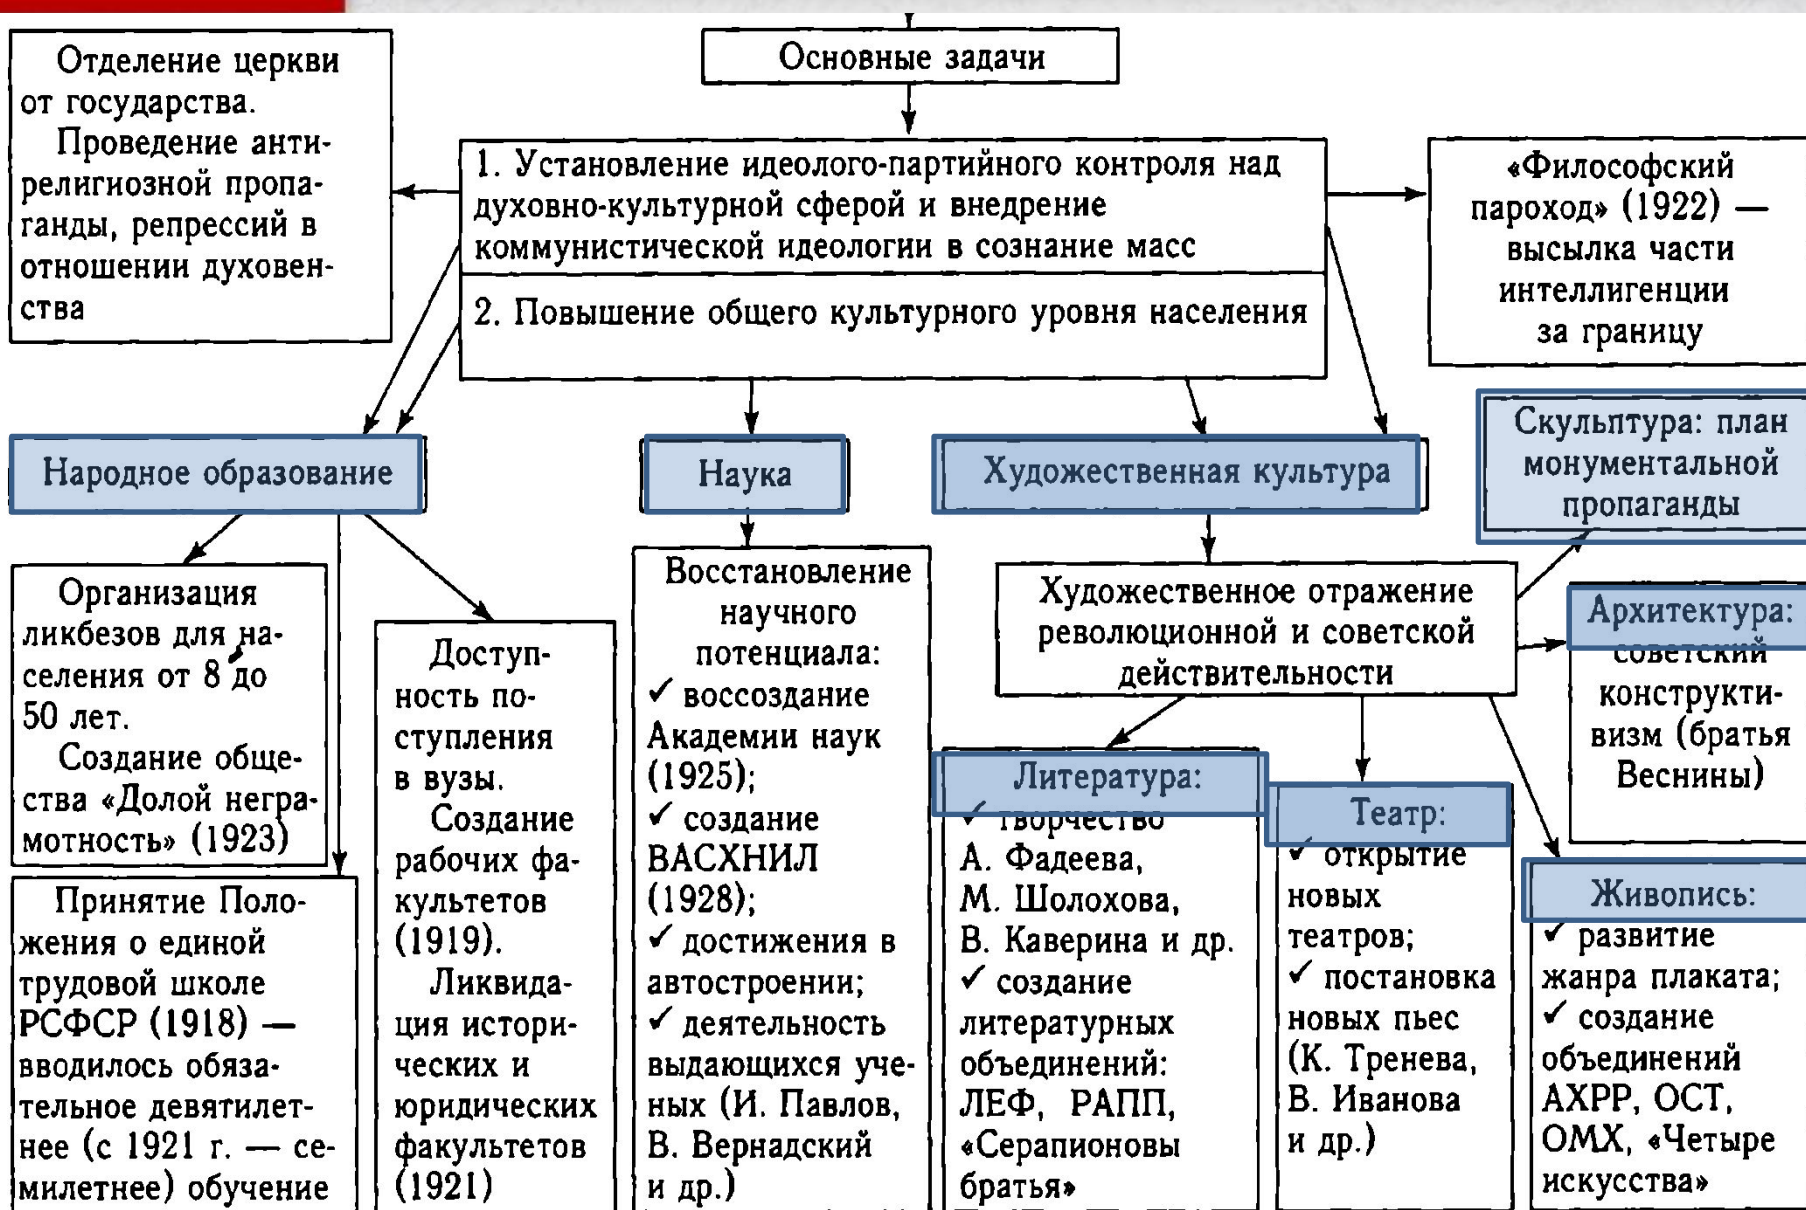 Основные задачи
Отделение церкви
от государства.
Проведение анти-
религиозной пропа-
ганды, репрессий в
отношении духовен-
ства
1. Установление идеолого-партийного контроля над
духовно-культурной сферой и внедрение
коммунистической идеологии в сознание масс
2. Повышение общего культурного уровня населения
«Философский
пароход» (1922) —
высылка части
интеллигенции
за границу
Народное образование
Наука
Художественная культура
Скульптура: план
монументальной
пропаганды
Организация
ликбезов для на-
селения от 8 до
50 лет.
Создание обще-
ства «Долой негра-
мотность» (1923)
Принятие Поло-
жения о единой
трудовой школе
РСФСР (1918) —
вводилось обяза-
тельное девятилет-
нее (с 1921 г. — се-
милетнее) обучение
Доступ-
ность по-
ступления
в вузы.
Создание
рабочих фа-
культетов
(1919).
Ликвида-
ция истори-
ческих и
юридических
факультетов
(1921)
Восстановление
научного
потенциала:
✓ воссоздание
Академии наук
(1925);
✓ создание
ВАСХНИЛ
(1928);
✓ достижения в
автостроении;
✓ деятельность
выдающихся уче-
ных (И. Павлов,
В. Вернадский
и др.)
Художественное отражение
революционной и советской
действительности
Архитектура:
советский
конструкти-
визм (братья
Веснины)
Литература:
✓ творчество
А. Фадеева,
М. Шолохова,
В. Каверина и др.
✓ создание
литературных
объединений:
ЛЕФ, РАПП,
«Серапионовы
братья»
Театр:
✓ открытие
новых
театров;
✓ постановка
новых пьес
(К. Тренева,
В. Иванова
и др.)
Живопись:
✓ развитие
жанра плаката;
✓ создание
объединений
АХРР, ОСТ,
ОМХ, «Четыре
искусства»